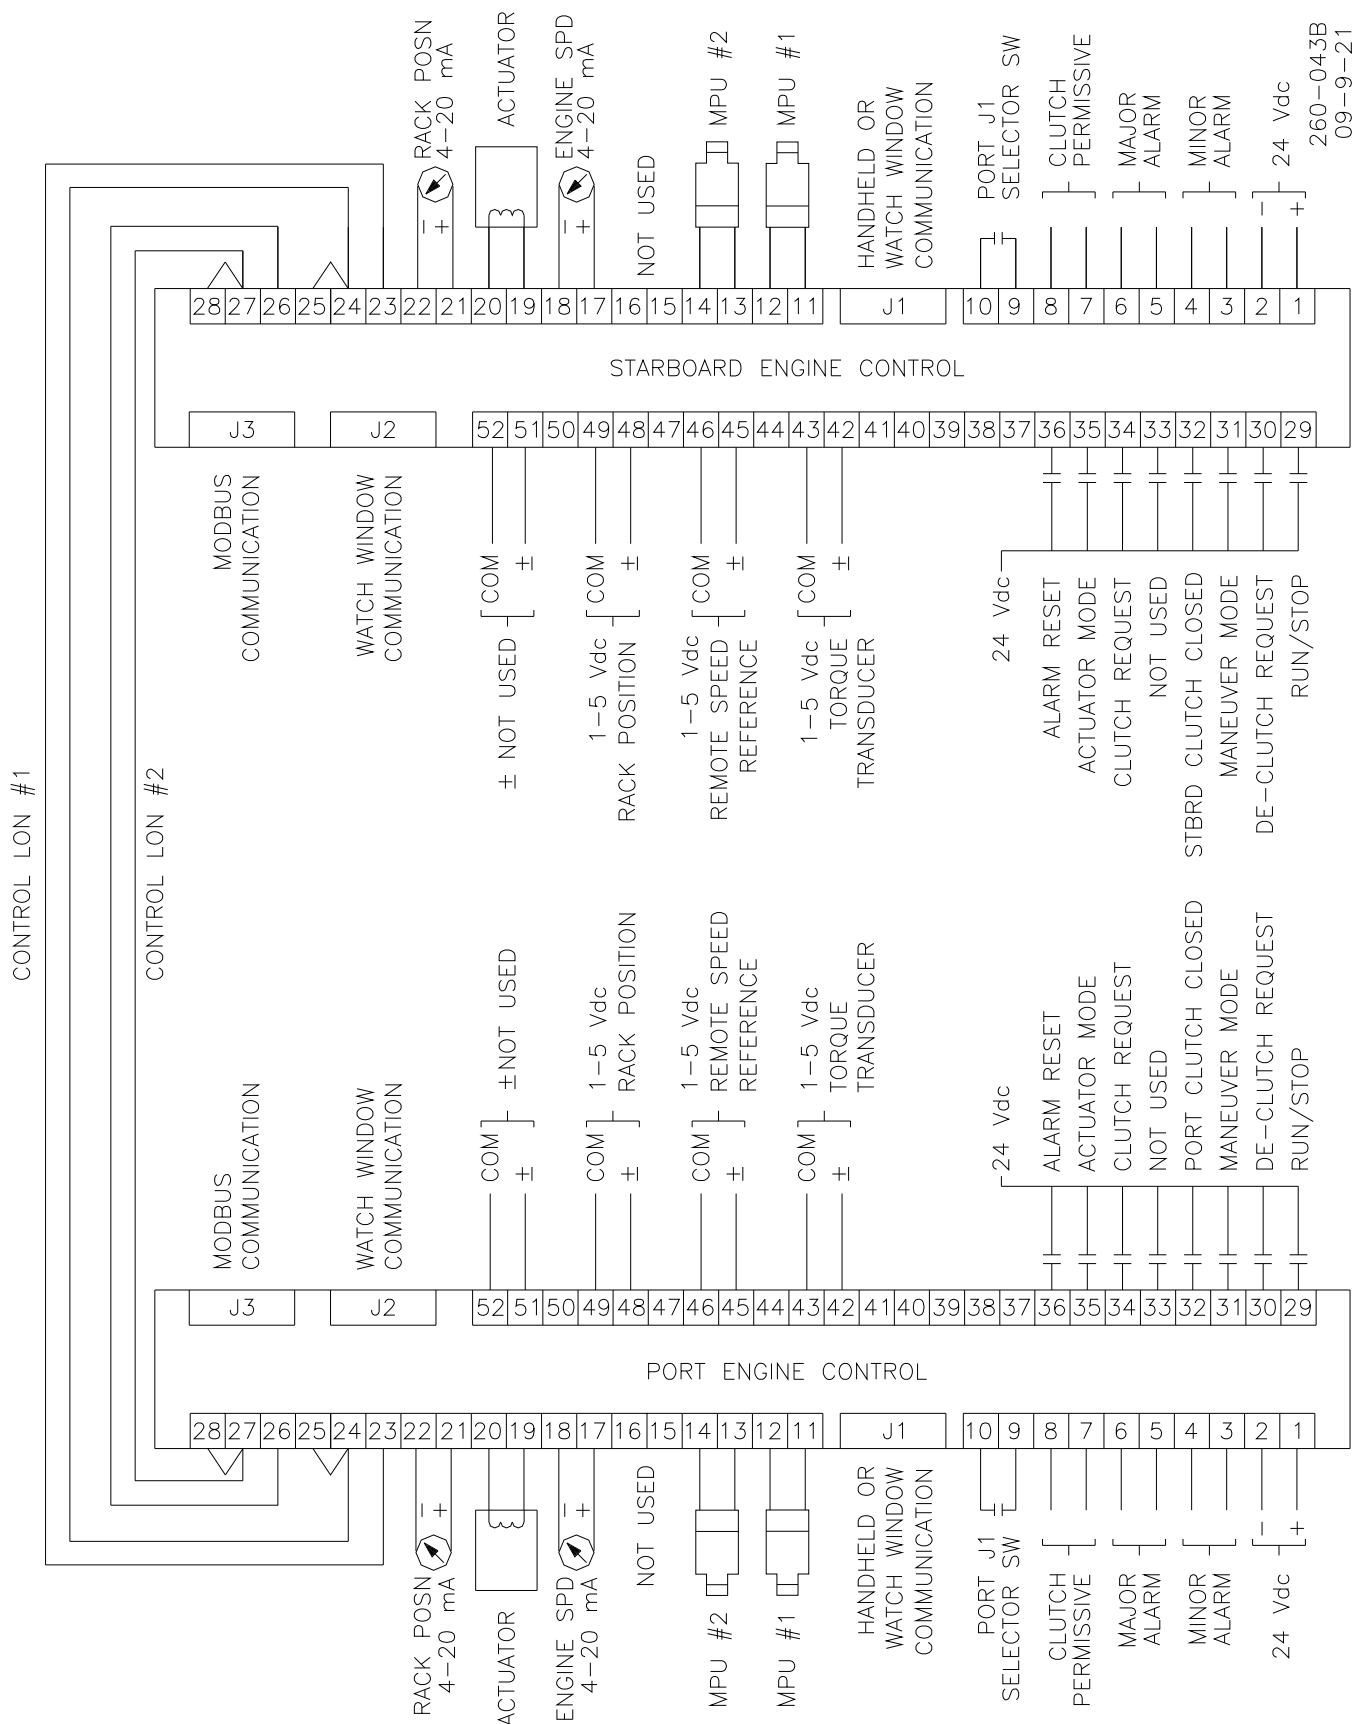 CONTROL LON #1
CONTROL LON #2
RACK POSN
4-20 mA
ACTUATOR
ENGINE SPD
4-20 mA
NOT USED
MPU #2
MPU #1
HANDHELD OR
WATCH WINDOW
COMMUNICATION
PORT J1
SELECTOR SW
CLUTCH
PERMISSIVE
MAJOR
ALARM
MINOR
ALARM
24 Vdc
260-043B
09-9-21
− +
− +
− +
28 27 26 25 24 23 22 21 20 19 18 17 16 15 14 13 12 11 J1 10 9 8 7 6 5 4 3 2 1
STARBOARD ENGINE CONTROL
J3 J2 52 51 50 49 48 47 46 45 44 43 42 41 40 39 38 37 36 35 34 33 32 31 30 29
MODBUS
COMMUNICATION
WATCH WINDOW
COMMUNICATION
COM
±
± NOT USED
COM
±
1-5 Vdc
RACK POSITION
COM
±
1-5 Vdc
REMOTE SPEED
REFERENCE
COM
±
1-5 Vdc
TORQUE
TRANSDUCER
24 Vdc
ALARM RESET
ACTUATOR MODE
CLUTCH REQUEST
NOT USED
STBRD CLUTCH CLOSED
MANEUVER MODE
DE-CLUTCH REQUEST
RUN/STOP
MODBUS
COMMUNICATION
WATCH WINDOW
COMMUNICATION
COM
±
±NOT USED
COM
±
1-5 Vdc
RACK POSITION
COM
±
1-5 Vdc
REMOTE SPEED
REFERENCE
COM
±
1-5 Vdc
TORQUE
TRANSDUCER
24 Vdc
ALARM RESET
ACTUATOR MODE
CLUTCH REQUEST
NOT USED
PORT CLUTCH CLOSED
MANEUVER MODE
DE-CLUTCH REQUEST
RUN/STOP
J3 J2 52 51 50 49 48 47 46 45 44 43 42 41 40 39 38 37 36 35 34 33 32 31 30 29
PORT ENGINE CONTROL
28 27 26 25 24 23 22 21 20 19 18 17 16 15 14 13 12 11 J1 10 9 8 7 6 5 4 3 2 1
− +
− +
− +
RACK POSN
4-20 mA
ACTUATOR
ENGINE SPD
4-20 mA
NOT USED
MPU #2
MPU #1
HANDHELD OR
WATCH WINDOW
COMMUNICATION
PORT J1
SELECTOR SW
CLUTCH
PERMISSIVE
MAJOR
ALARM
MINOR
ALARM
24 Vdc